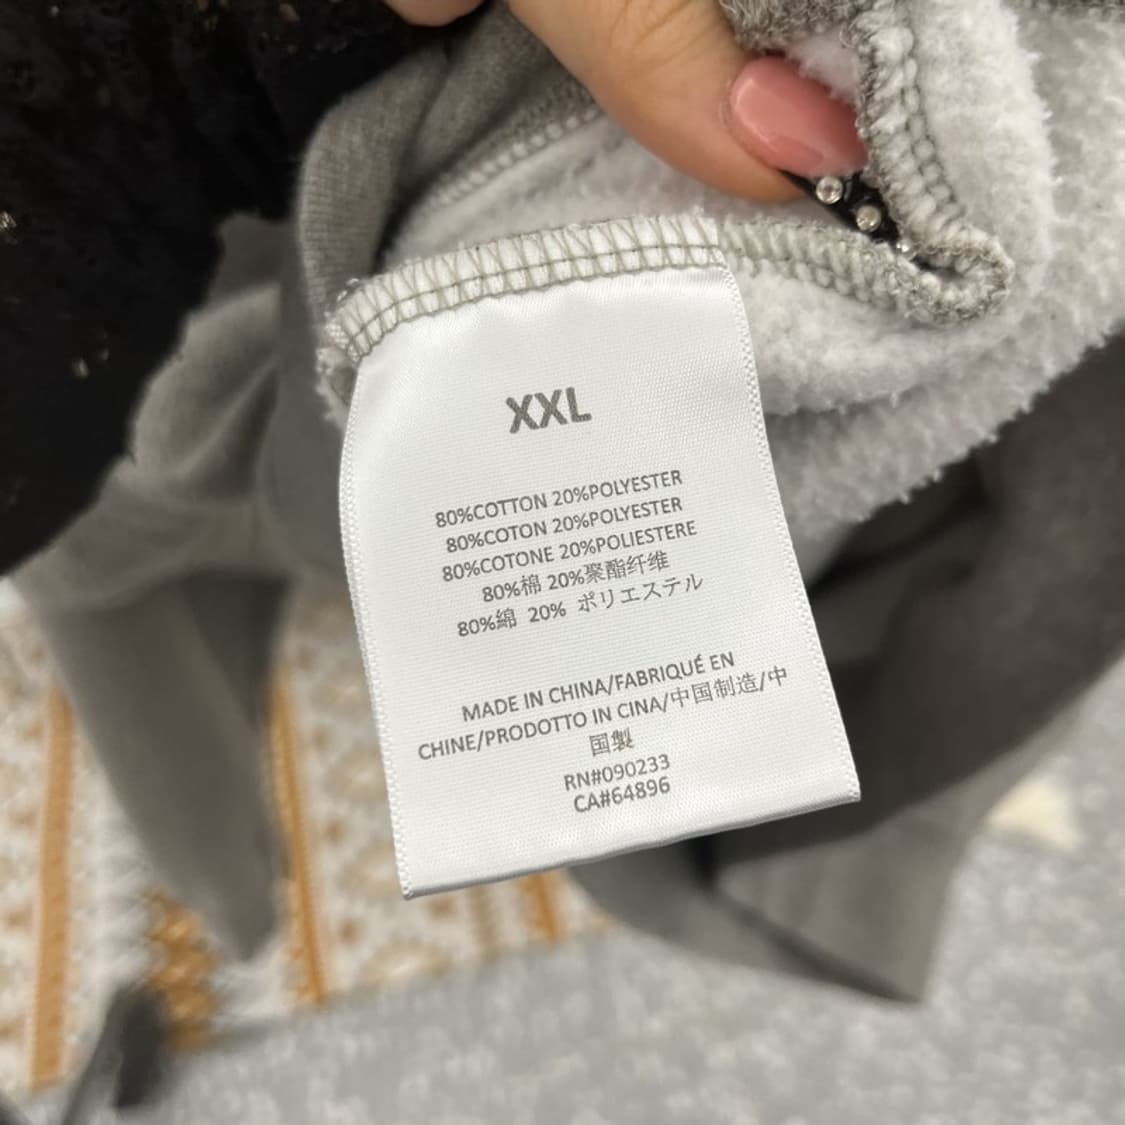 XXL
80%COTTON 20%POLYESTER
80%COTON 20%POLYESTER
80%COTONE 20%POLIESTERE
80%棉 20%聚酯纤维
80%綿 20% ポリエステル
MADE IN CHINA/FABRIQUÉ EN
CHINE/PRODOTTO IN CINA/中国制造/中
国製
RN#090233
CA#64896